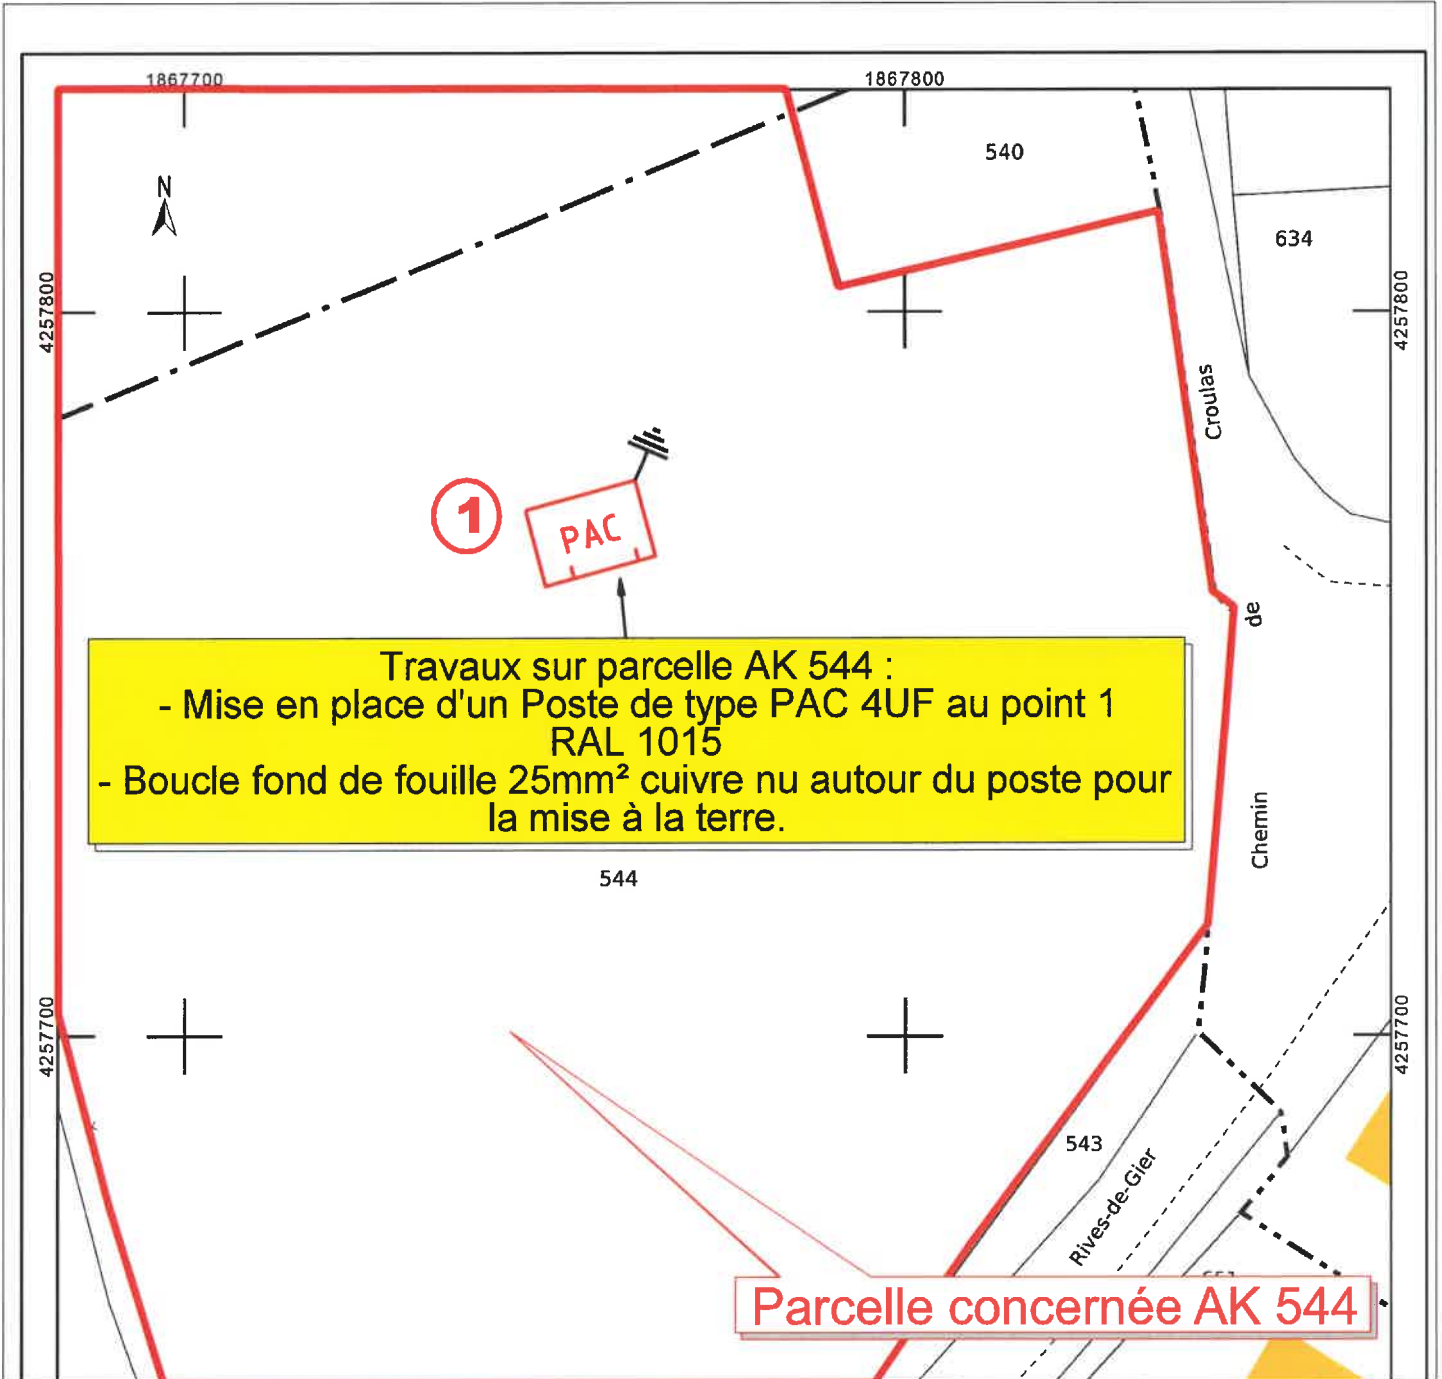 1867700
1867800
540
N
634
4257800
4257800
Croulas
1
PAC
de
Travaux sur parcelle AK 544 :
- Mise en place d'un Poste de type PAC 4UF au point 1
RAL 1015
- Boucle fond de fouille 25mm² cuivre nu autour du poste pour
la mise à la terre.
Chemin
544
4257700
4257700
543
Rives-de-Gier
Parcelle concernée AK 544